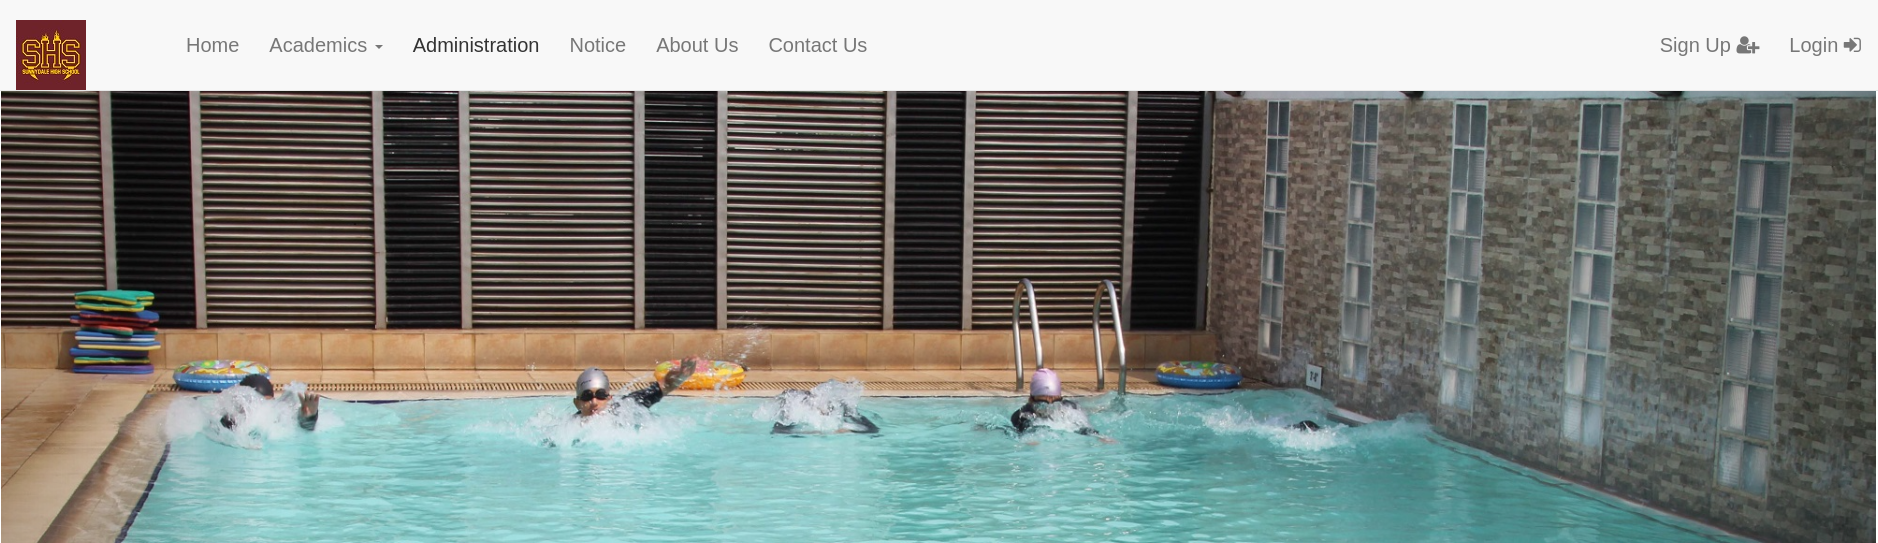 SHS
SUNNYDALE HIGH SCHOOL
Home Academics Administration Notice About Us Contact Us Sign Up Login